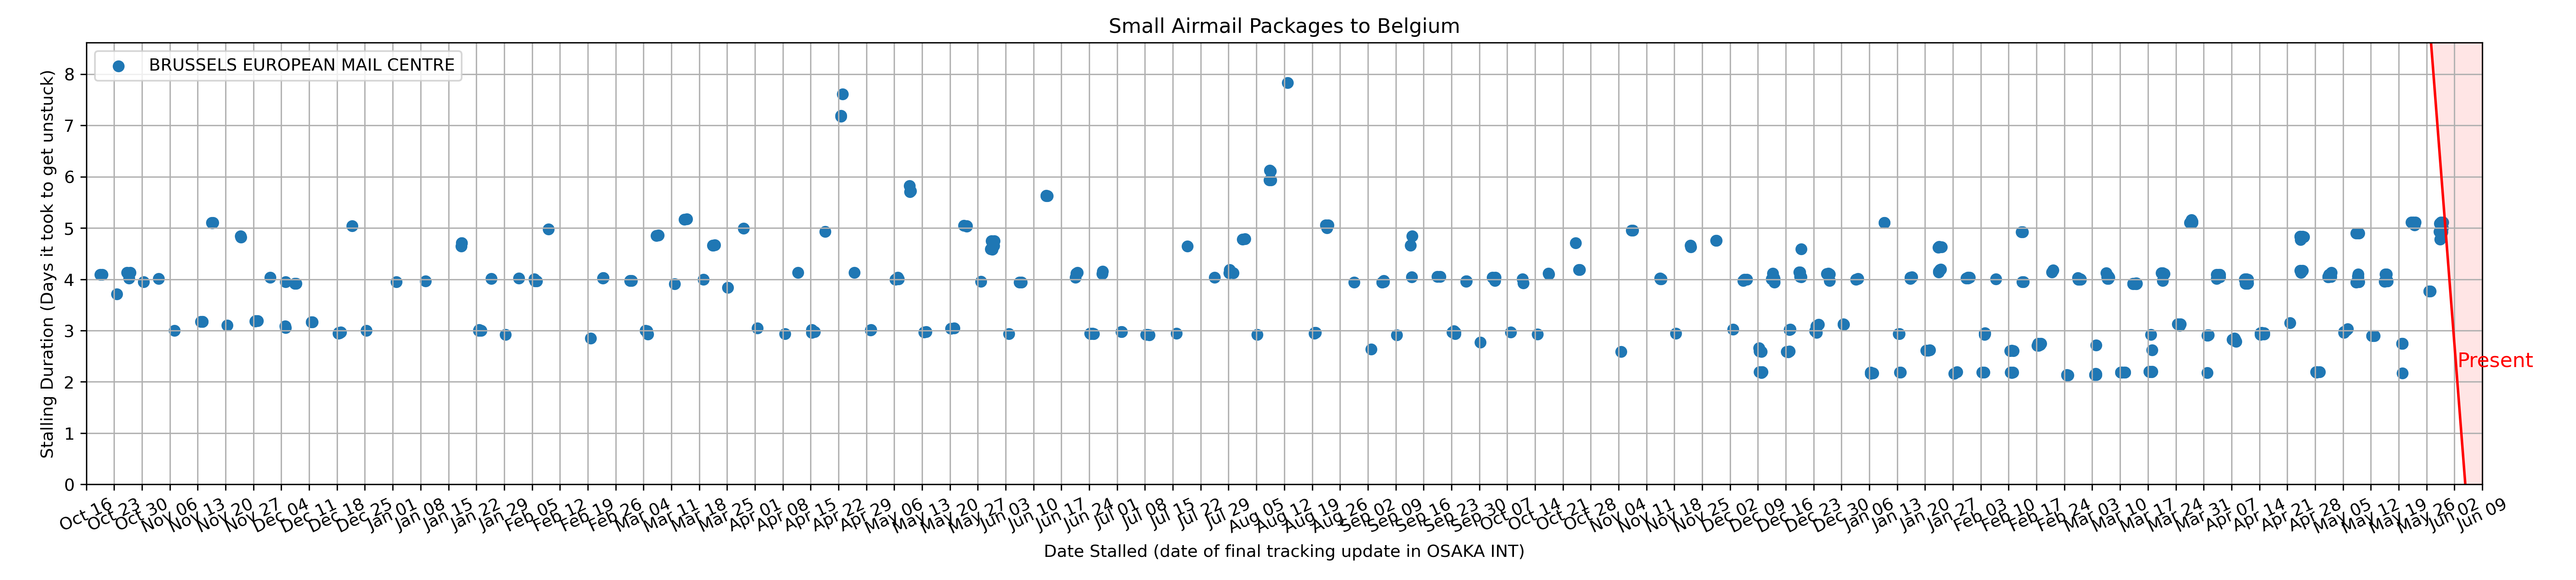 Small Airmail Packages to Belgium
BRUSSELS EUROPEAN MAIL CENTRE
Stalling Duration (Days it took to get unstuck)
8
7
6
5
4
3
2
1
0
Present
Oct 16
Oct 23
Oct 30
Nov 06
Nov 13
Nov 20
Nov 27
Dec 04
Dec 11
Dec 18
Dec 25
Jan 01
Jan 08
Jan 15
Jan 22
Jan 29
Feb 05
Feb 12
Feb 19
Feb 26
Mar 04
Mar 11
Mar 18
Mar 25
Apr 01
Apr 08
Apr 15
Apr 22
Apr 29
May 06
May 13
May 20
May 27
Jun 03
Jun 10
Jun 17
Jun 24
Jul 01
Jul 08
Jul 15
Jul 22
Jul 29
Aug 05
Aug 12
Aug 19
Aug 26
Sep 02
Sep 09
Sep 16
Sep 23
Sep 30
Oct 07
Oct 14
Oct 21
Oct 28
Nov 04
Nov 11
Nov 18
Nov 25
Dec 02
Dec 09
Dec 16
Dec 23
Dec 30
Jan 06
Jan 13
Jan 20
Jan 27
Feb 03
Feb 10
Feb 17
Feb 24
Mar 03
Mar 10
Mar 17
Mar 24
Mar 31
Apr 07
Apr 14
Apr 21
Apr 28
May 05
May 12
May 19
May 26
Jun 02
Jun 09
Date Stalled (date of final tracking update in OSAKA INT)